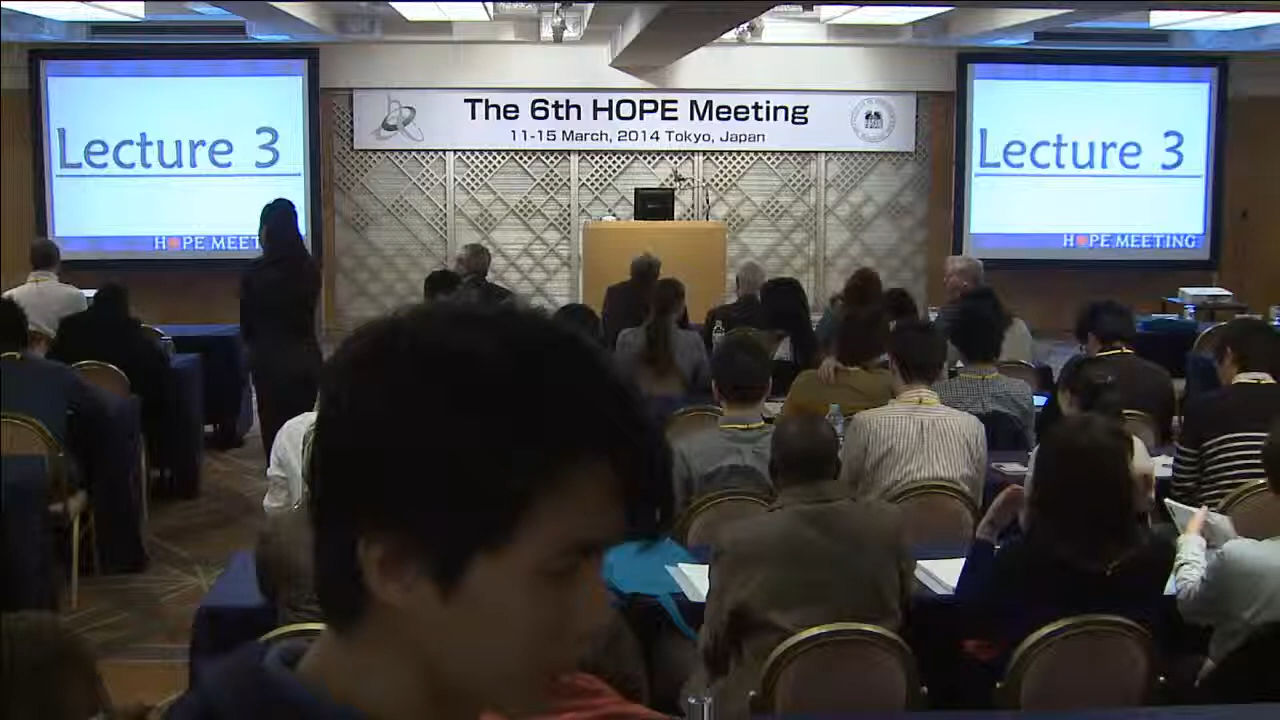 Lecture 3
HOPE MEET
The 6th HOPE Meeting
11-15 March, 2014 Tokyo, Japan
Lecture 3
HOPE MEETING